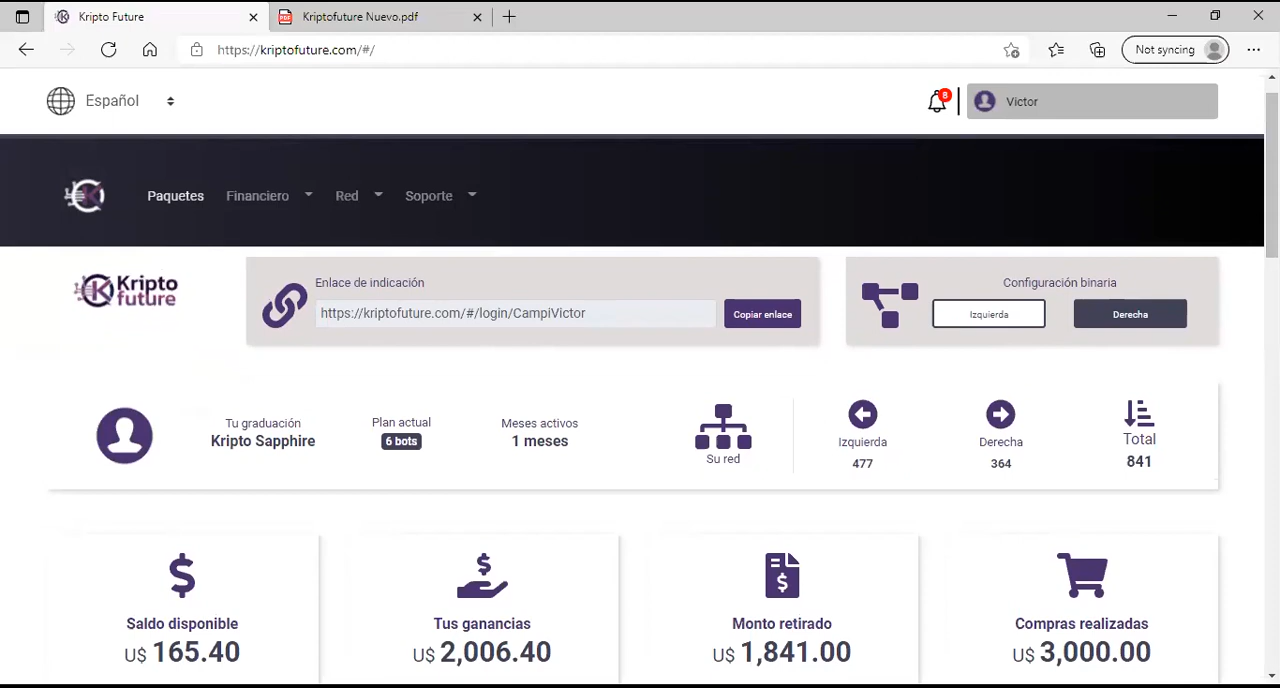 Kripto Future
Kriptofuture Nuevo.pdf
https://kriptofuture.com/#/
Not syncing
Español
8
Victor
Paquetes Financiero Red Soporte
Kripto
future
Enlace de indicación
https://kriptofuture.com/#/login/CampiVictor
Copiar enlace
Configuración binaria
Izquierda
Derecha
Tu graduación
Kripto Sapphire
Plan actual
6 bots
Meses activos
1 meses
Su red
Izquierda
477
Derecha
364
Total
841
Saldo disponible
U$ 165.40
Tus ganancias
U$ 2,006.40
Monto retirado
U$ 1,841.00
Compras realizadas
U$ 3,000.00